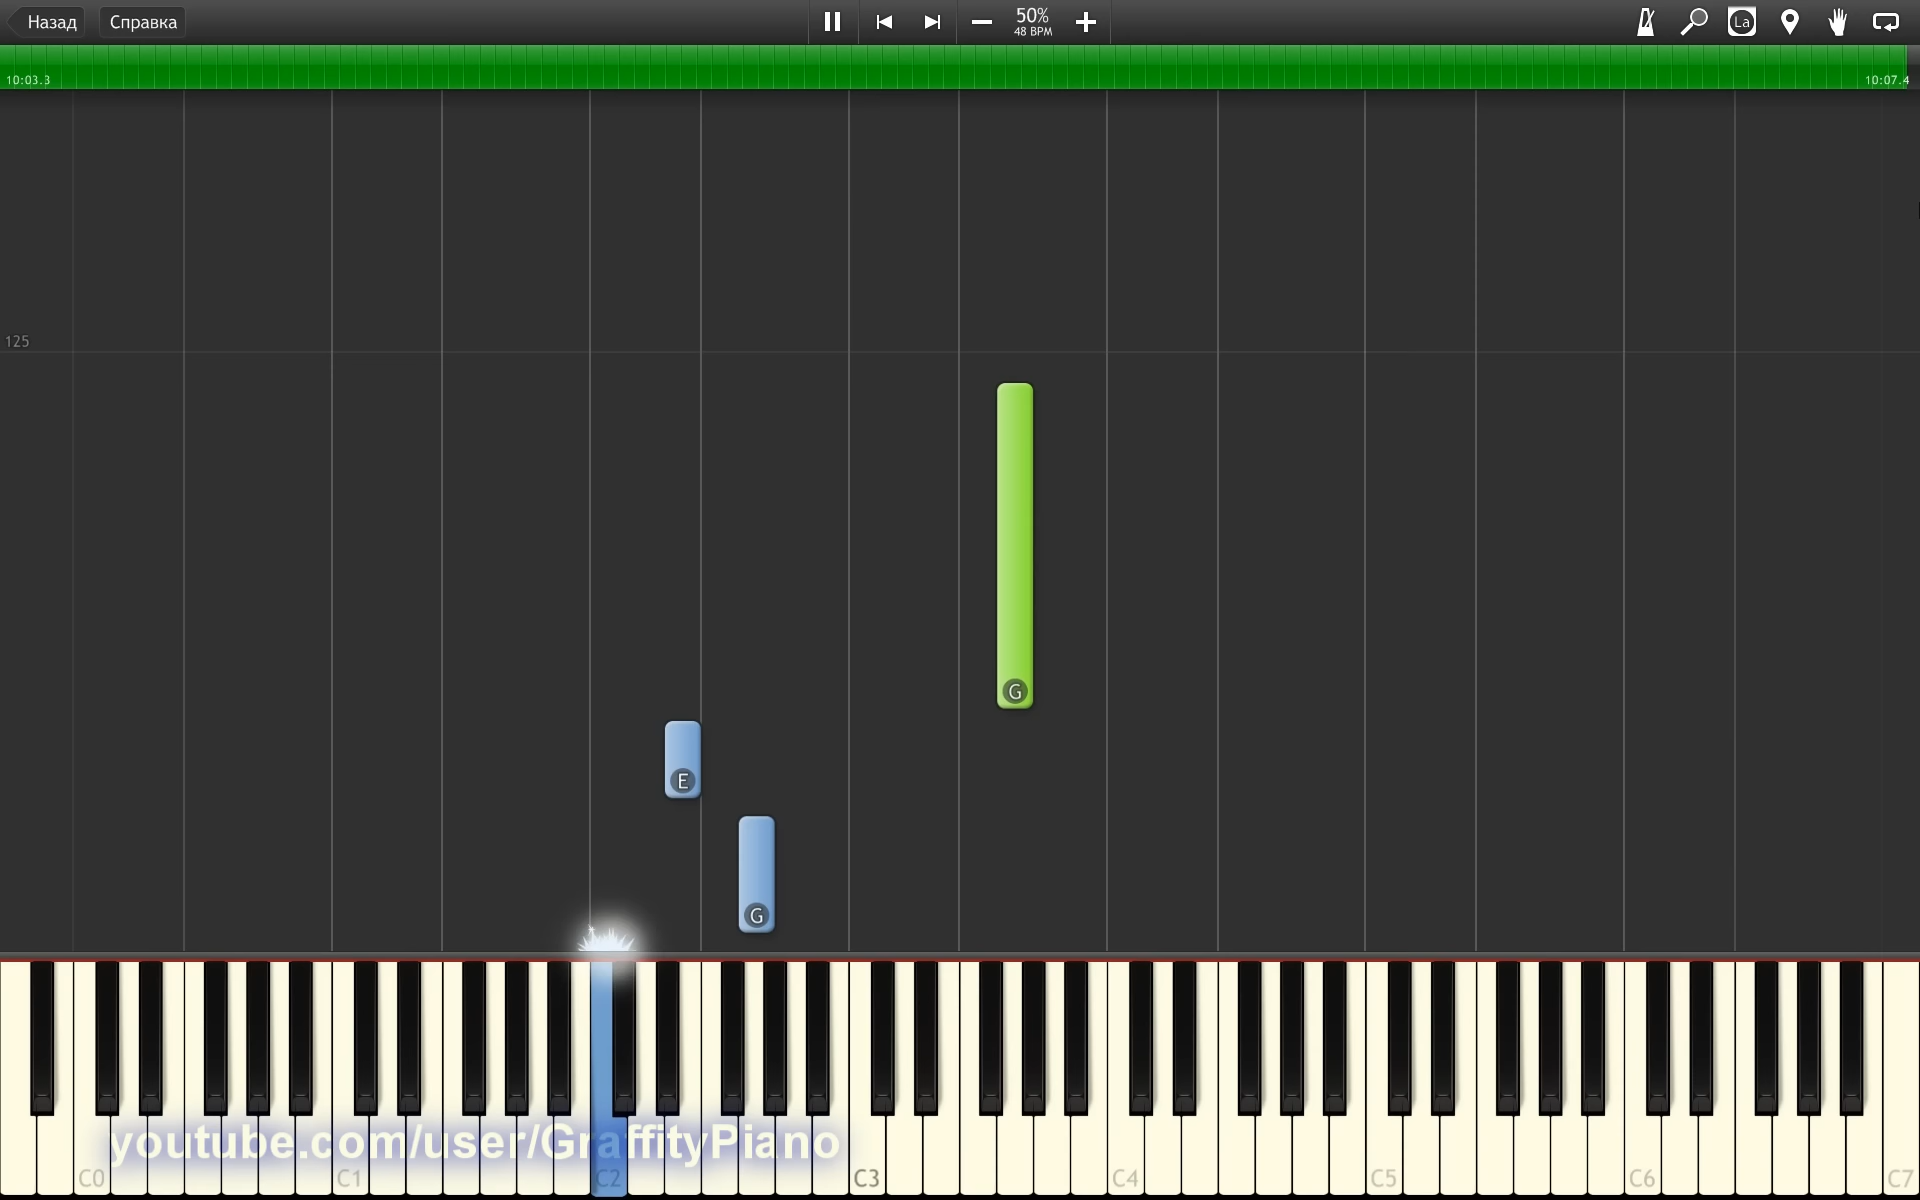 Назад
Справка
50%
48 BPM
La
10:03.3
10:07.4
125
G
E
G
youtube.com/user/GraffityPiano
C0
C1
C2
C3
C4
C5
C6
C7